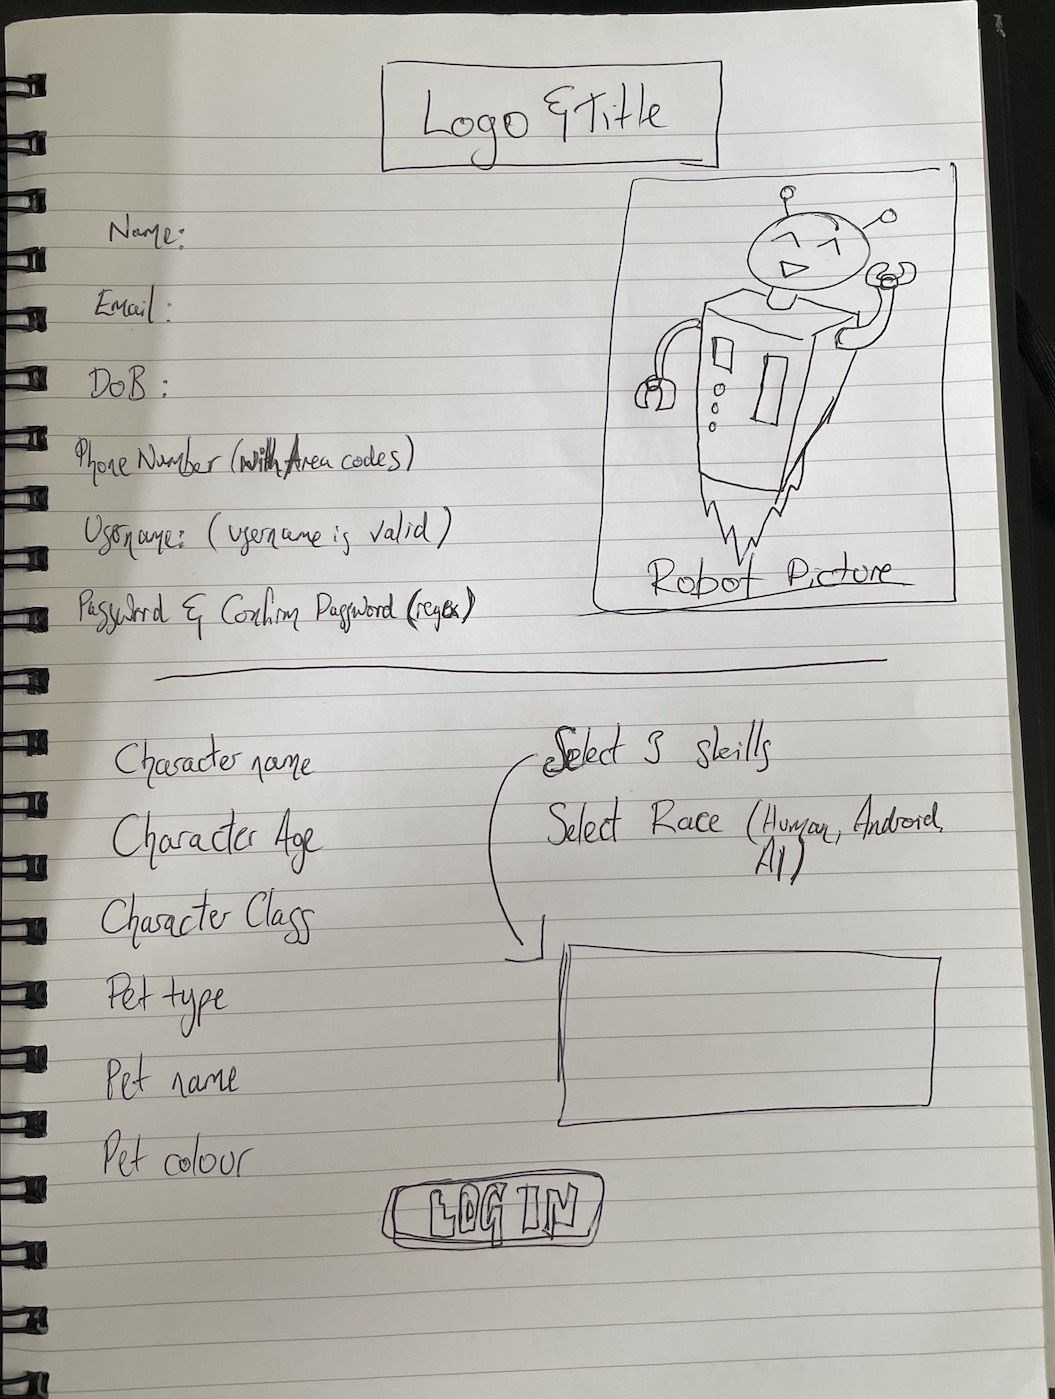 Logo & Title
Name:
Email:
DoB:
Phone Number (with Area codes)
Username: (username is valid)
Password & Confirm Password (regex)
Robot Picture
Character name
Character Age
Character Class
Pet type
Pet name
Pet colour
Select 3 skills
Select Race (Human, Android,
AI)
LOG IN